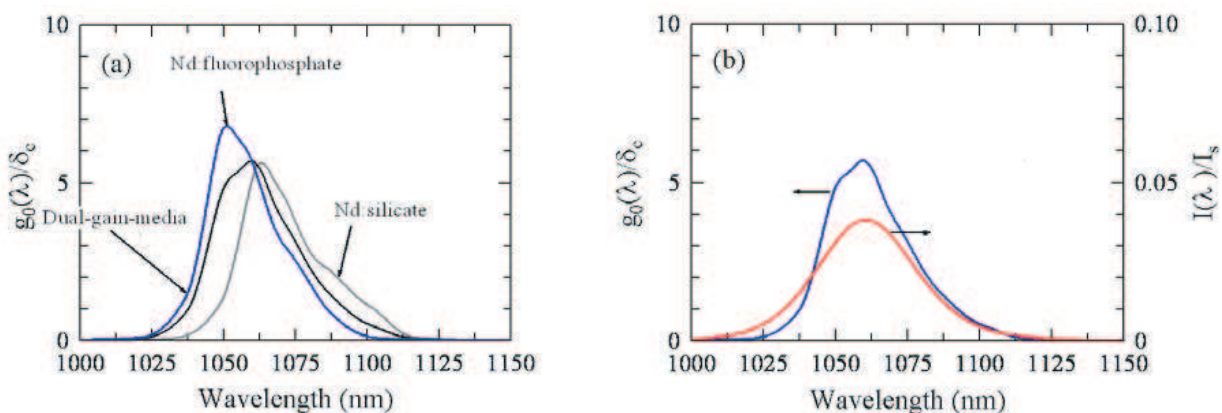 (a)
Nd:fluorophosphate
Dual-gain-media
Nd:silicate
10
5
0
g₀(λ)/δc
1000 1025 1050 1075 1100 1125 1150
Wavelength (nm)
(b)
10
5
0
g₀(λ)/δc
0.10
0.05
0
I(λ)/Is
1000 1025 1050 1075 1100 1125 1150
Wavelength (nm)